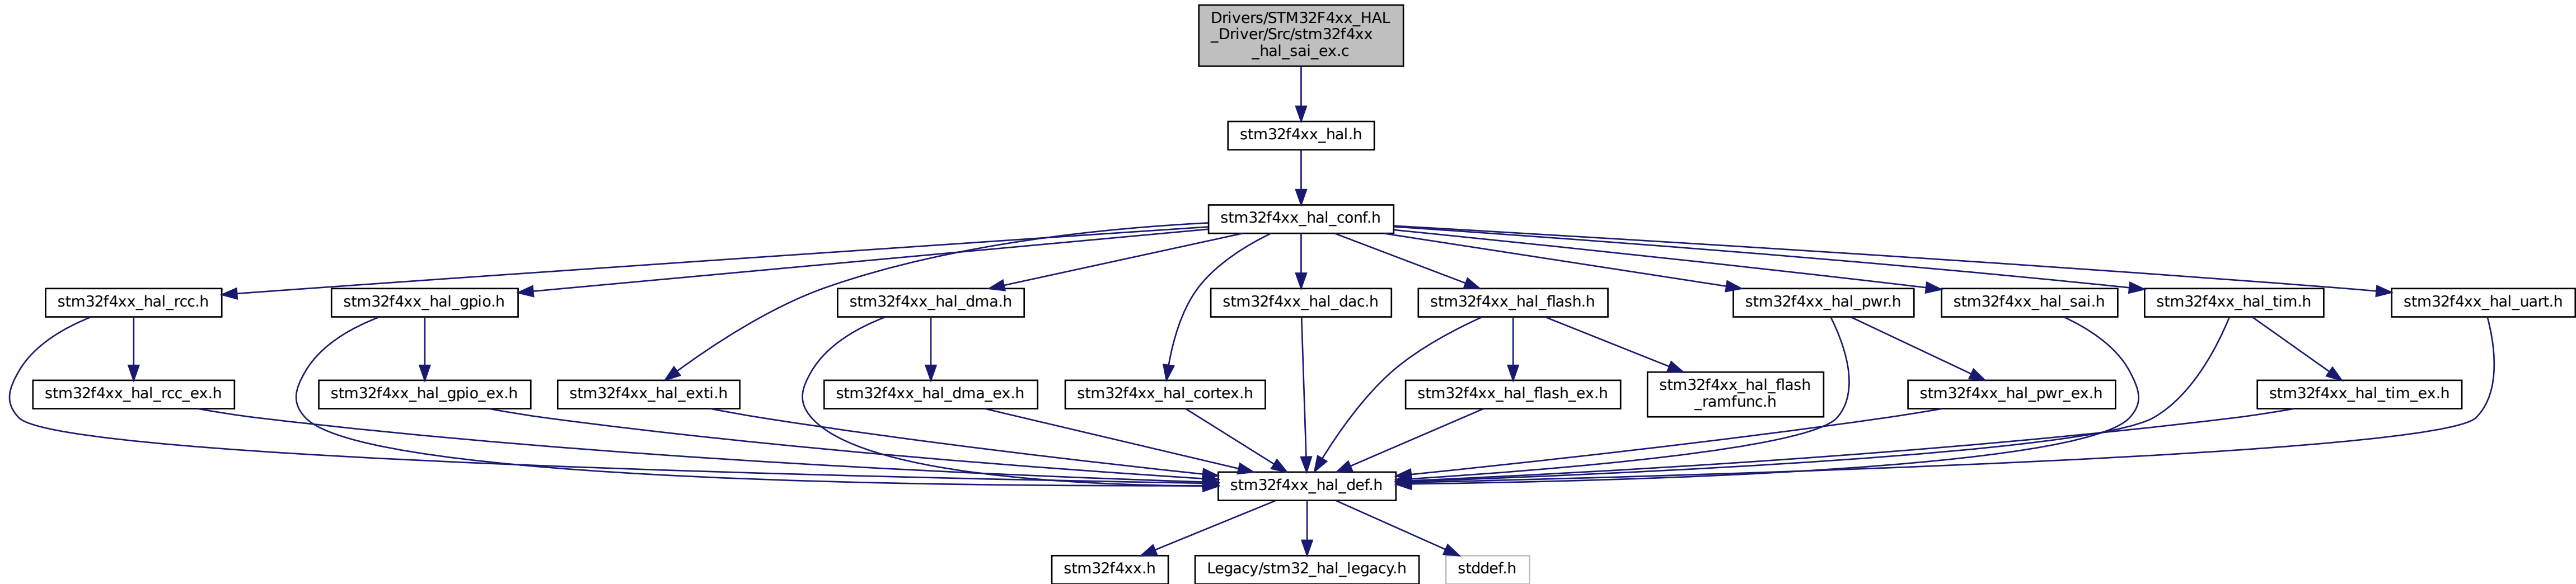 Drivers/STM32F4xx_HAL
_Driver/Src/stm32f4xx
_hal_sai_ex.c
stm32f4xx_hal.h
stm32f4xx_hal_conf.h
stm32f4xx_hal_rcc.h
stm32f4xx_hal_gpio.h
stm32f4xx_hal_dma.h
stm32f4xx_hal_dac.h
stm32f4xx_hal_flash.h
stm32f4xx_hal_pwr.h
stm32f4xx_hal_sai.h
stm32f4xx_hal_tim.h
stm32f4xx_hal_uart.h
stm32f4xx_hal_rcc_ex.h
stm32f4xx_hal_gpio_ex.h
stm32f4xx_hal_exti.h
stm32f4xx_hal_dma_ex.h
stm32f4xx_hal_cortex.h
stm32f4xx_hal_flash_ex.h
stm32f4xx_hal_flash
_ramfunc.h
stm32f4xx_hal_pwr_ex.h
stm32f4xx_hal_tim_ex.h
stm32f4xx_hal_def.h
stm32f4xx.h
Legacy/stm32_hal_legacy.h
stddef.h